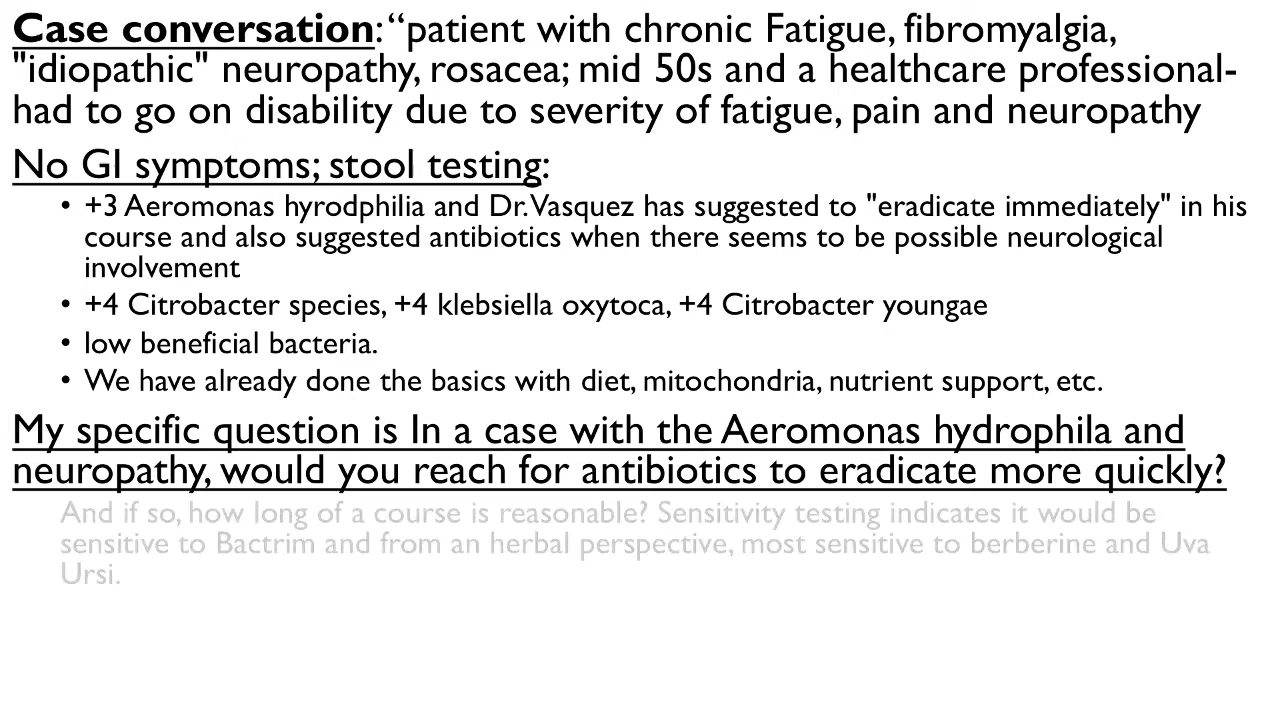 Case conversation: “patient with chronic Fatigue, fibromyalgia,
"idiopathic" neuropathy, rosacea; mid 50s and a healthcare professional-
had to go on disability due to severity of fatigue, pain and neuropathy
No GI symptoms; stool testing:
• +3 Aeromonas hyrodphilia and Dr. Vasquez has suggested to "eradicate immediately" in his
course and also suggested antibiotics when there seems to be possible neurological
involvement
• +4 Citrobacter species, +4 klebsiella oxytoca, +4 Citrobacter youngae
• low beneficial bacteria.
• We have already done the basics with diet, mitochondria, nutrient support, etc.
My specific question is In a case with the Aeromonas hydrophila and
neuropathy, would you reach for antibiotics to eradicate more quickly?
And if so, how long of a course is reasonable? Sensitivity testing indicates it would be
sensitive to Bactrim and from an herbal perspective, most sensitive to berberine and Uva
Ursi.